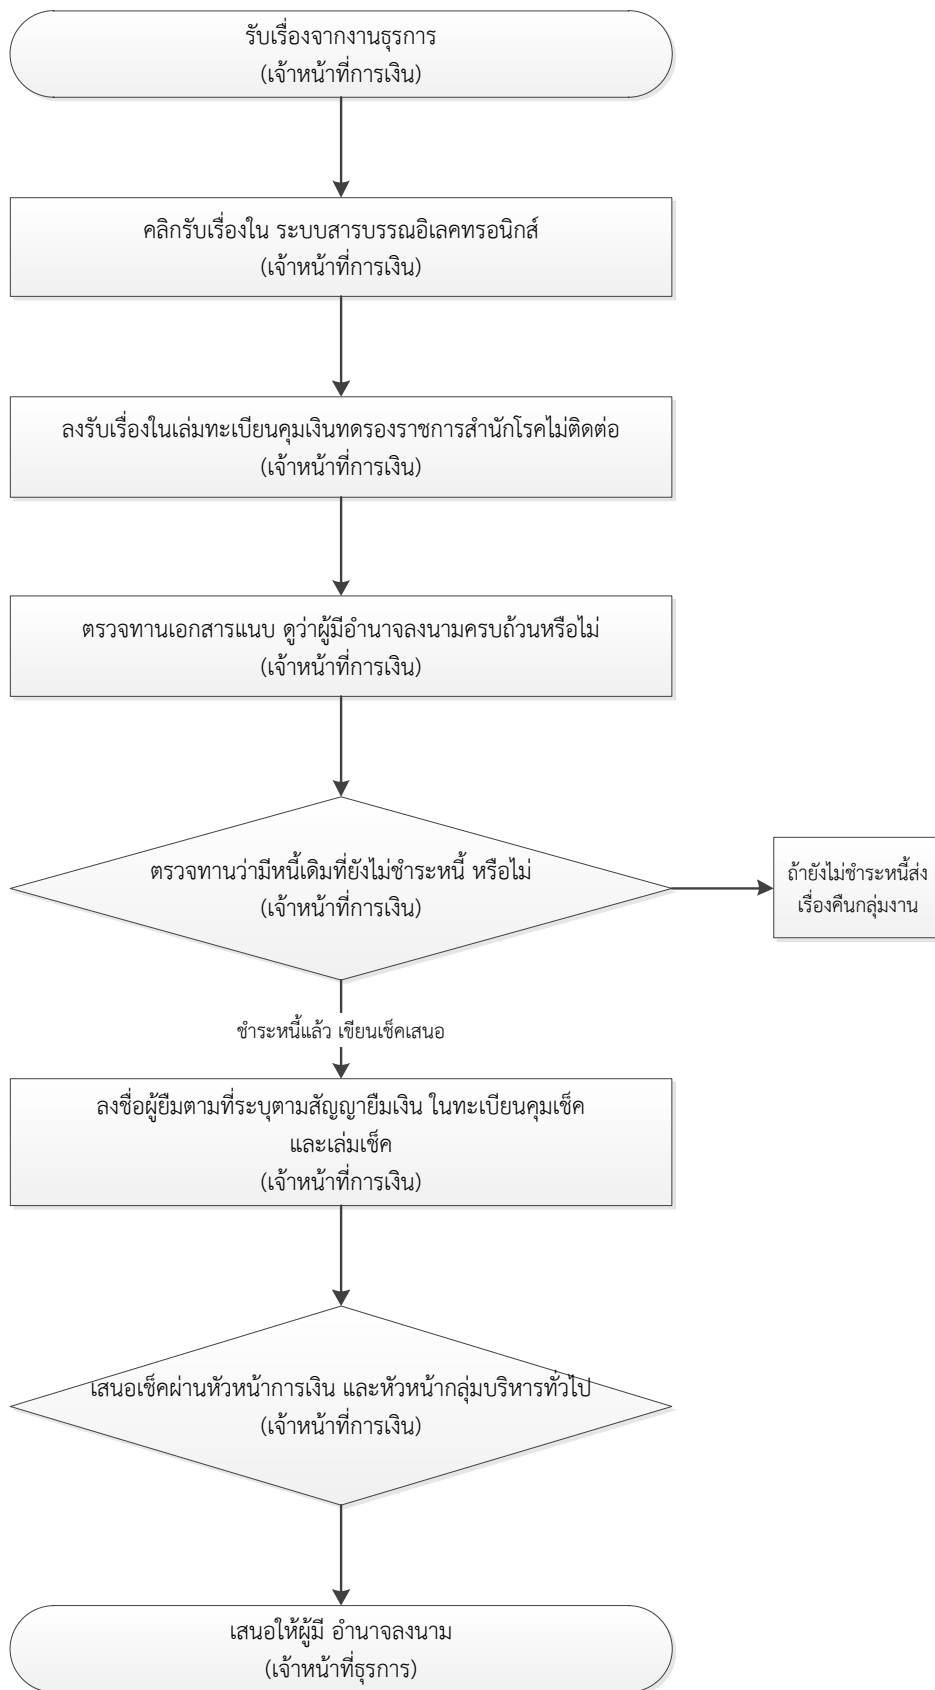 รับเรื่องจากงานธุรการ
(เจ้าหน้าที่การเงิน)
คลิกรับเรื่องใน ระบบสารบรรณอิเลคทรอนิกส์
(เจ้าหน้าที่การเงิน)
ลงรับเรื่องในเล่มทะเบียนคุมเงินทดรองราชการสำนักโรคไม่ติดต่อ
(เจ้าหน้าที่การเงิน)
ตรวจทานเอกสารแนบ ดูว่าผู้มีอำนาจลงนามครบถ้วนหรือไม่
(เจ้าหน้าที่การเงิน)
ตรวจทานว่ามีหนี้เดิมที่ยังไม่ชำระหนี้ หรือไม่
(เจ้าหน้าที่การเงิน)
ถ้ายังไม่ชำระหนี้ส่ง
เรื่องคืนกลุ่มงาน
ชำระหนี้แล้ว เขียนเช็คเสนอ
ลงชื่อผู้ยืมตามที่ระบุตามสัญญายืมเงิน ในทะเบียนคุมเช็ค
และเล่มเช็ค
(เจ้าหน้าที่การเงิน)
เสนอเช็คผ่านหัวหน้าการเงิน และหัวหน้ากลุ่มบริหารทั่วไป
(เจ้าหน้าที่การเงิน)
เสนอให้ผู้มี อำนาจลงนาม
(เจ้าหน้าที่ธุรการ)